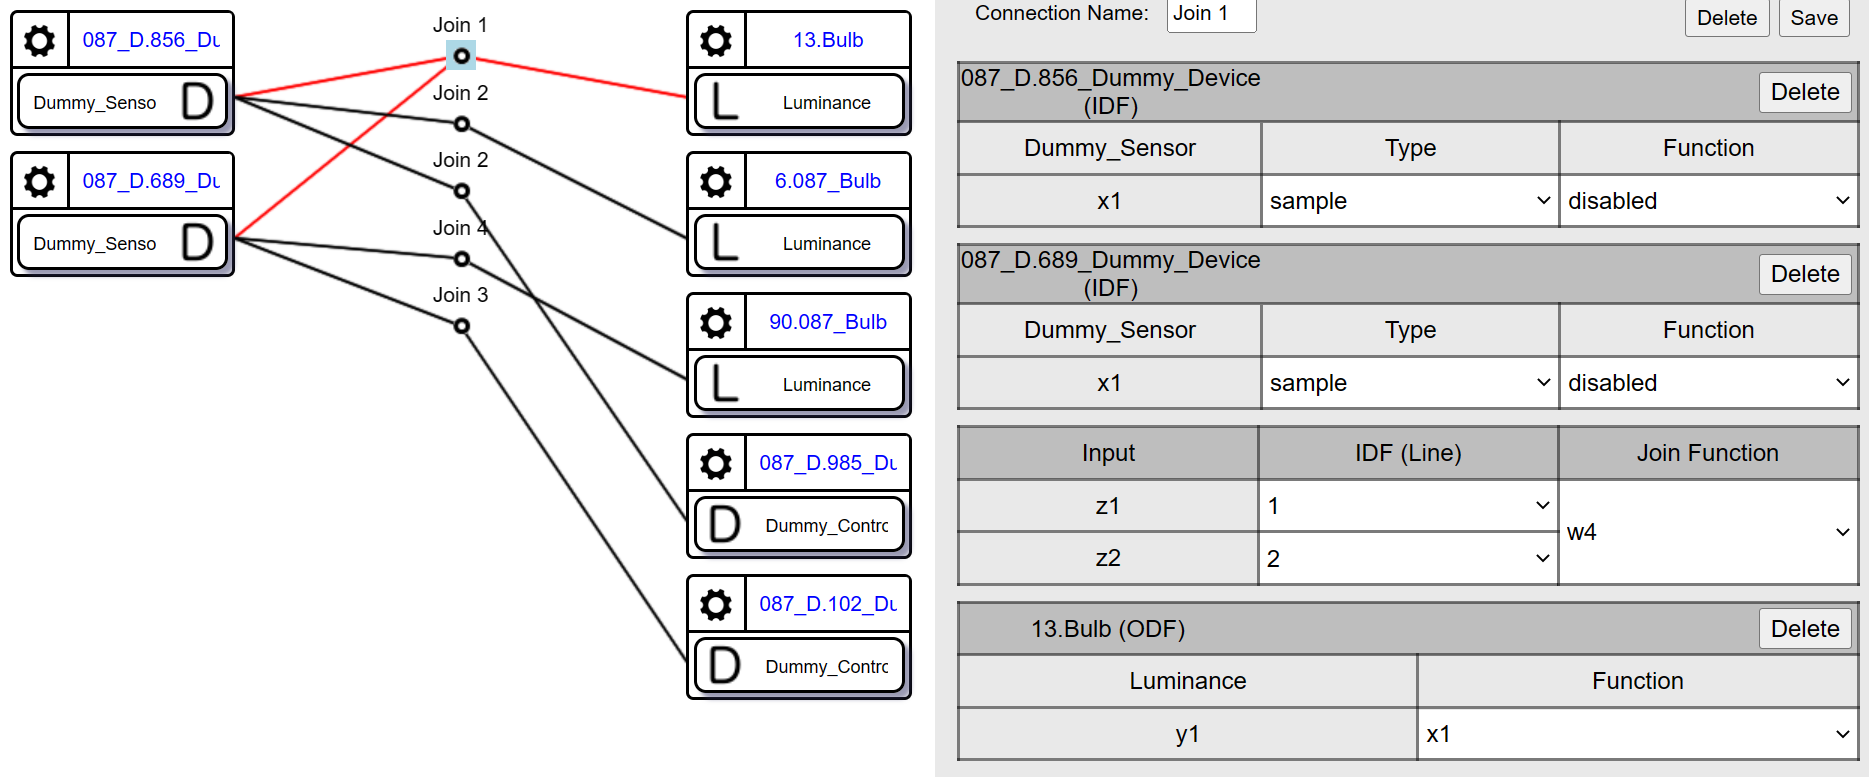 087_D.856_Du
Dummy_Senso D
087_D.689_Du
Dummy_Senso D
Join 1
Join 2
Join 2
Join 4
Join 3
13.Bulb
L Luminance
6.087_Bulb
L Luminance
90.087_Bulb
L Luminance
087_D.985_Du
D Dummy_Contrc
087_D.102_Du
D Dummy_Contrc
Connection Name: Join 1 Delete Save
087_D.856_Dummy_Device
(IDF)
Delete
Dummy_Sensor Type Function
x1 sample disabled
087_D.689_Dummy_Device
(IDF)
Delete
Dummy_Sensor Type Function
x1 sample disabled
Input IDF (Line) Join Function
z1 1
w4
z2 2
13.Bulb (ODF) Delete
Luminance Function
y1 x1